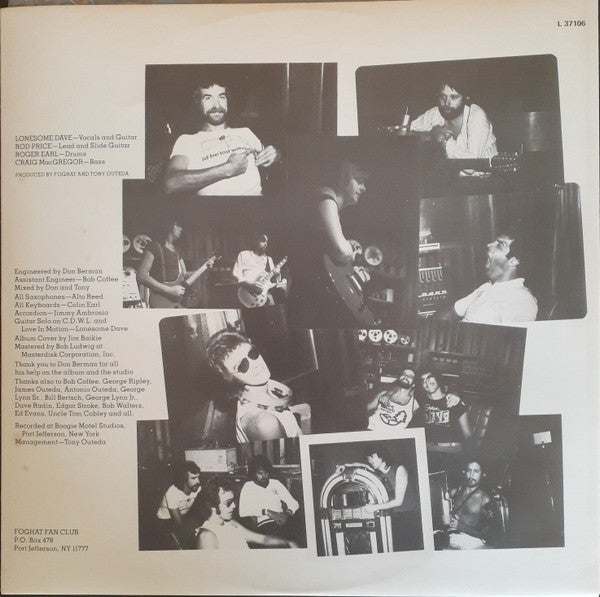 L 37106
LONESOME DAVE—Vocals and Guitar
ROD PRICE—Lead and Slide Guitar
ROGER EARL—Drums
CRAIG MacGREGOR—Bass
PRODUCED BY FOGHAT AND TONY OUTEDA
Engineered by Don Berman
Assistant Engineer—Bob Coffee
Mixed by Don and Tony
All Saxophones—Alto Reed
All Keyboards—Colin Earl
Accordion—Jimmy Ambrosio
Guitar Solo on C.D.W.L. and
Love In Motion—Lonesome Dave
Album Cover by Jim Baikie
Mastered by Bob Ludwig at
Masterdisk Corporation, Inc.
Thank you to Don Berman for all
his help on the album and the studio
Thanks also to Bob Coffee, George Ripley,
James Outeda, Antonio Outeda, George
Lynn Sr., Bill Bertsch, George Lynn Jr.,
Dave Rodin, Edgar Stroke, Bob Walters,
Ed Evans, Uncle Tom Cobley and all.
Recorded at Boogie Motel Studios,
Port Jefferson, New York
Management—Tony Outeda
FOGHAT FAN CLUB
P.O. Box 478
Port Jefferson, NY 11777